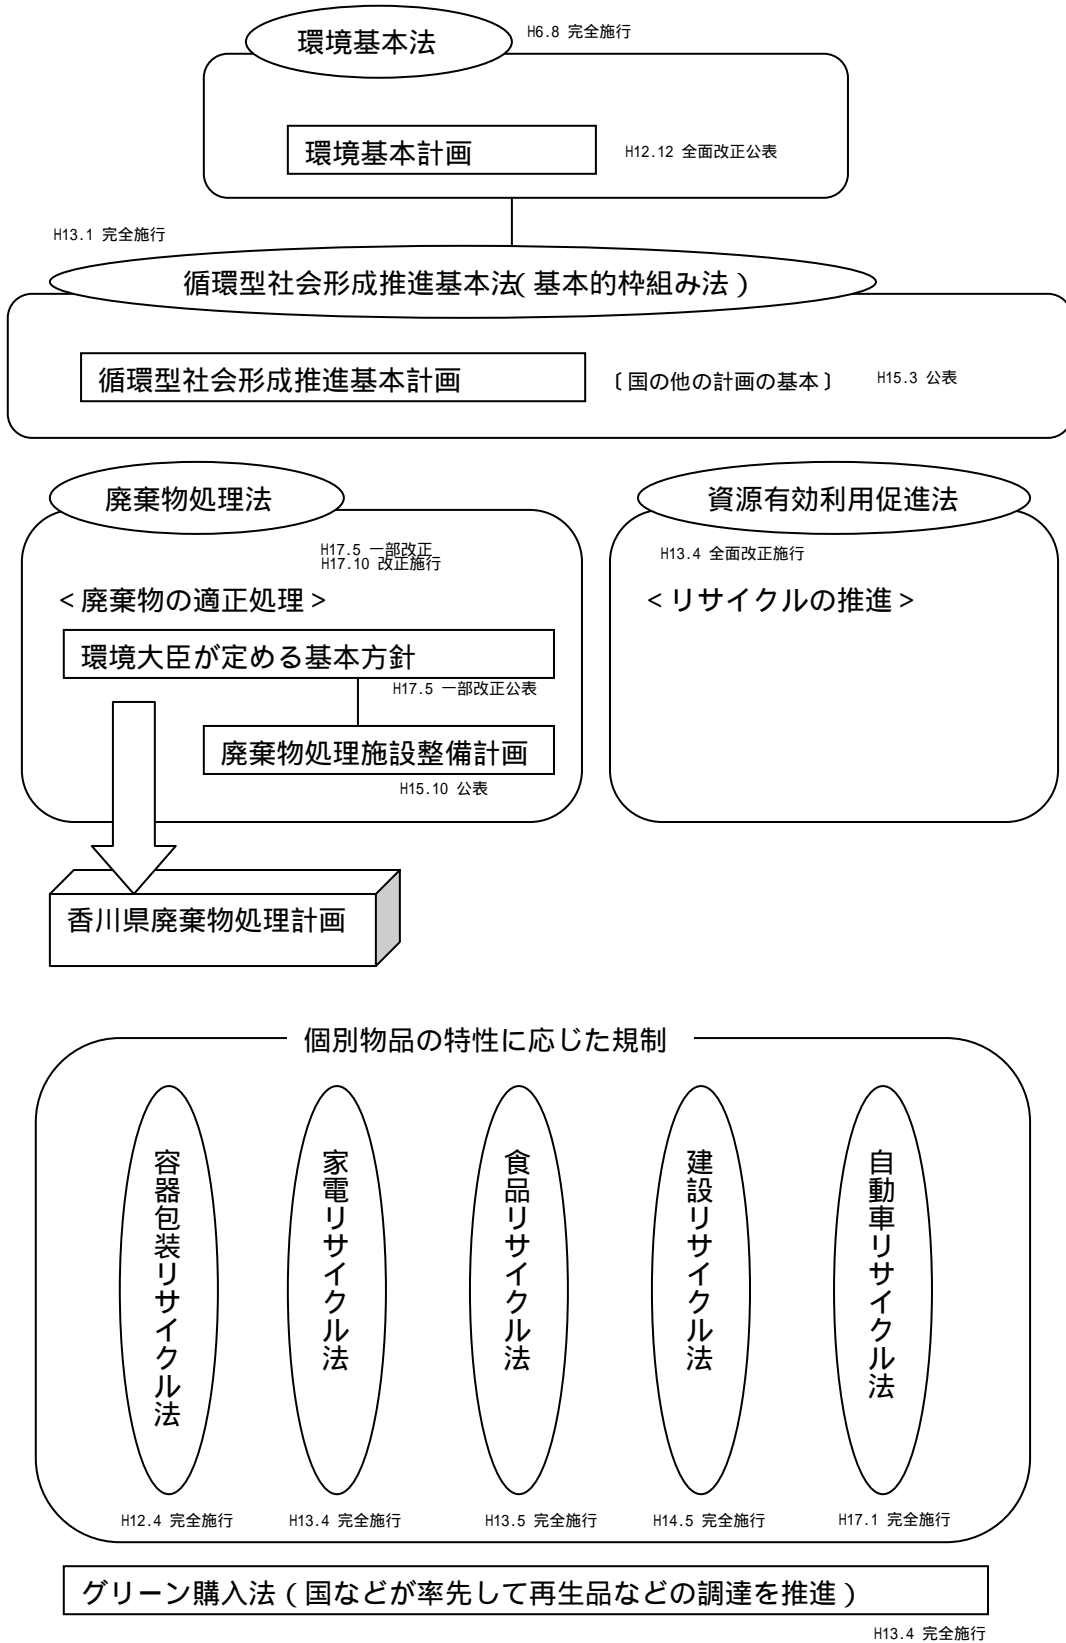 環境基本法
H6.8 完全施行
環境基本計画
H12.12 全面改正公表
H13.1 完全施行
循環型社会形成推進基本法(基本的枠組み法)
循環型社会形成推進基本計画
〔国の他の計画の基本〕
H15.3 公表
廃棄物処理法
H17.5 一部改正
H17.10 改正施行
<廃棄物の適正処理>
環境大臣が定める基本方針
H17.5 一部改正公表
廃棄物処理施設整備計画
H15.10 公表
資源有効利用促進法
H13.4 全面改正施行
<リサイクルの推進>
香川県廃棄物処理計画
個別物品の特性に応じた規制
容器包装リサイクル法
家電リサイクル法
食品リサイクル法
建設リサイクル法
自動車リサイクル法
H12.4 完全施行
H13.4 完全施行
H13.5 完全施行
H14.5 完全施行
H17.1 完全施行
グリーン購入法(国などが率先して再生品などの調達を推進)
H13.4 完全施行